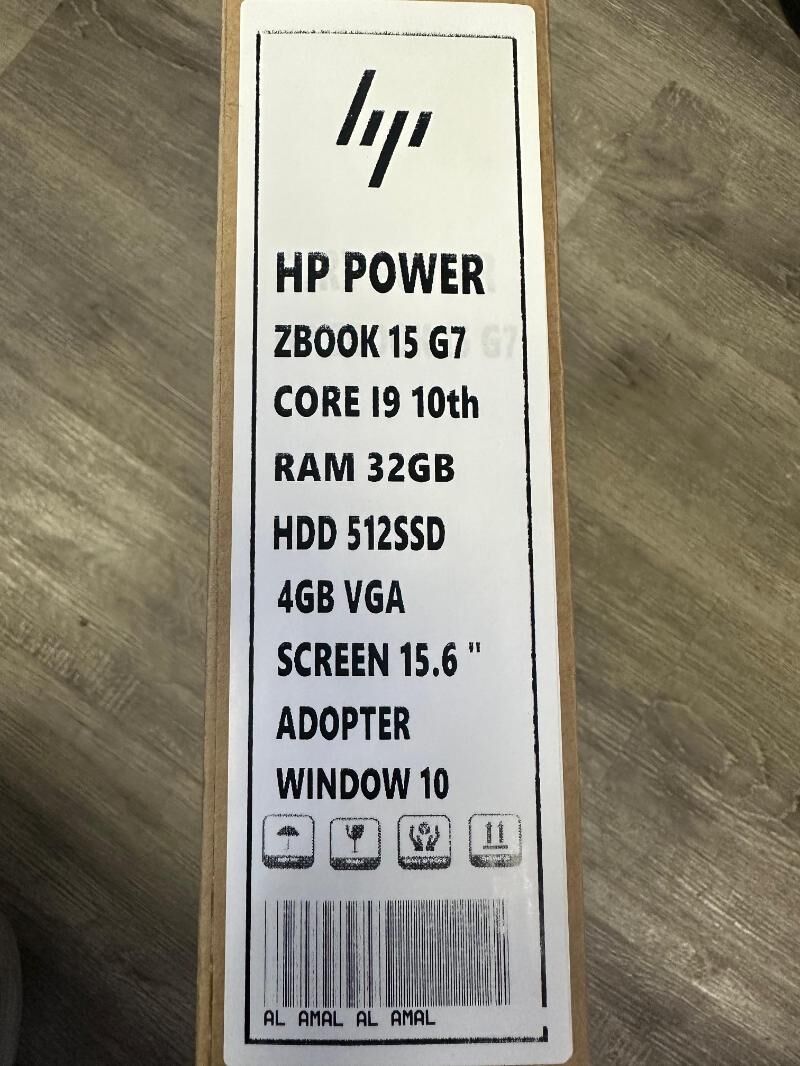 hp
HP POWER
ZBOOK 15 G7
CORE I9 10th
RAM 32GB
HDD 512SSD
4GB VGA
SCREEN 15.6 "
ADOPTER
WINDOW 10
AL AMAL AL AMAL